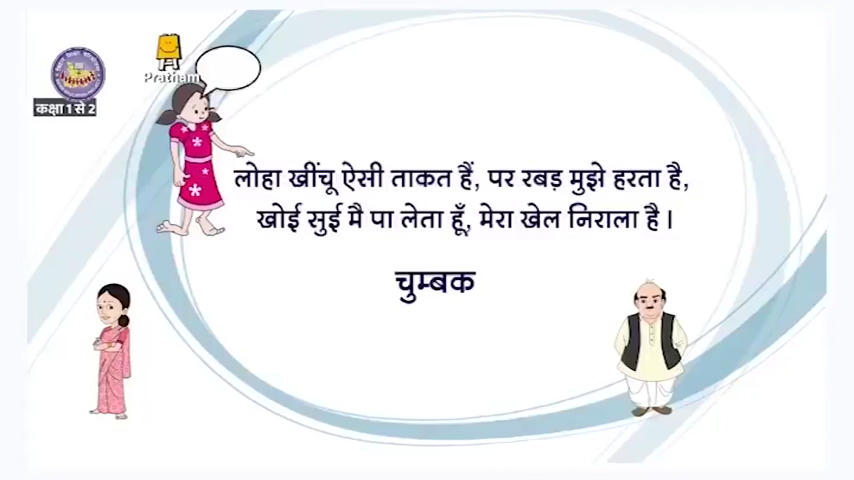 Pratham
कक्षा 1 से 2
लोहा खींचू ऐसी ताकत हैं, पर रबड़ मुझे हरता है,
खोई सुई मै पा लेता हूँ, मेरा खेल निराला है ।
चुम्बक